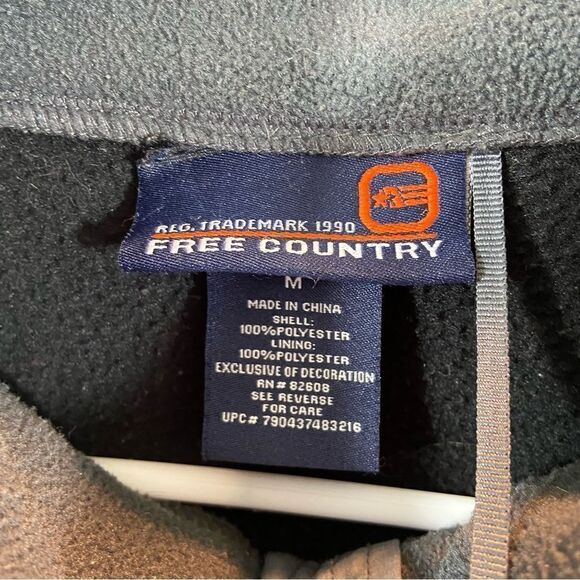 REG. TRADEMARK 1990
FREE COUNTRY
M
MADE IN CHINA
SHELL:
100%POLYESTER
LINING:
100%POLYESTER
EXCLUSIVE OF DECORATION
RN# 82608
SEE REVERSE
FOR CARE
UPC# 790437483216